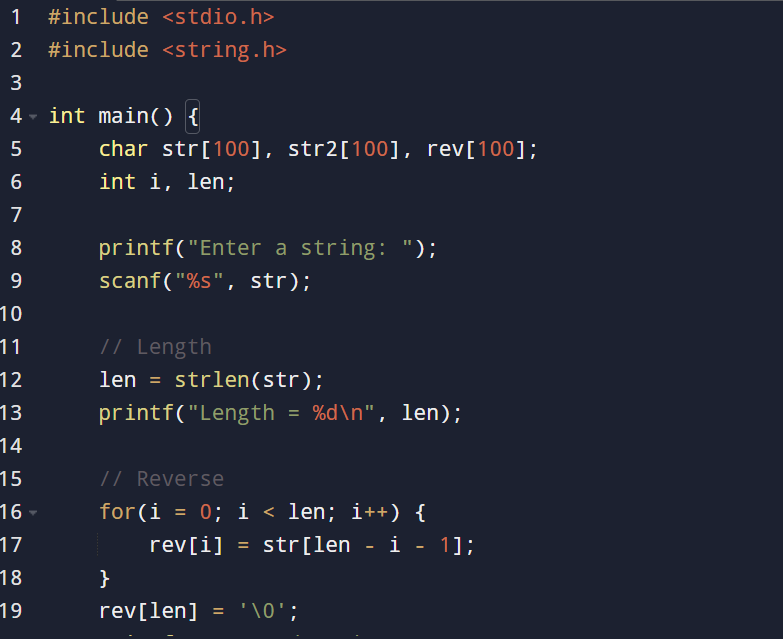 1 #include <stdio.h>
2 #include <string.h>
3
4 int main() {
5     char str[100], str2[100], rev[100];
6     int i, len;
7
8     printf("Enter a string: ");
9     scanf("%s", str);
10
11     // Length
12     len = strlen(str);
13     printf("Length = %d\n", len);
14
15     // Reverse
16     for(i = 0; i < len; i++) {
17         rev[i] = str[len - i - 1];
18     }
19     rev[len] = '\0';